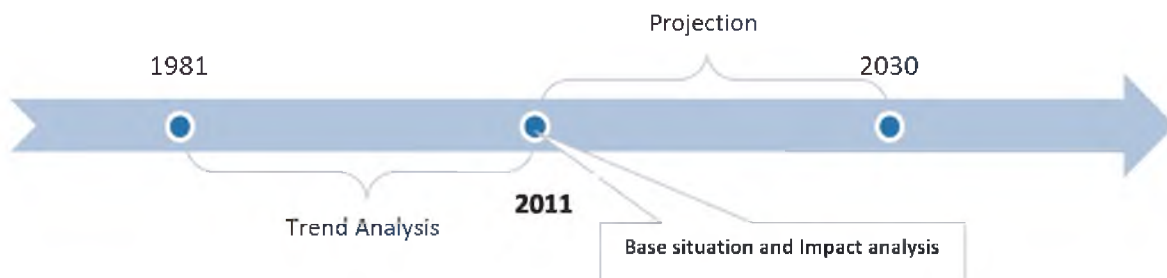 Projection
1981
2030
2011
Trend Analysis
Base situation and Impact analysis